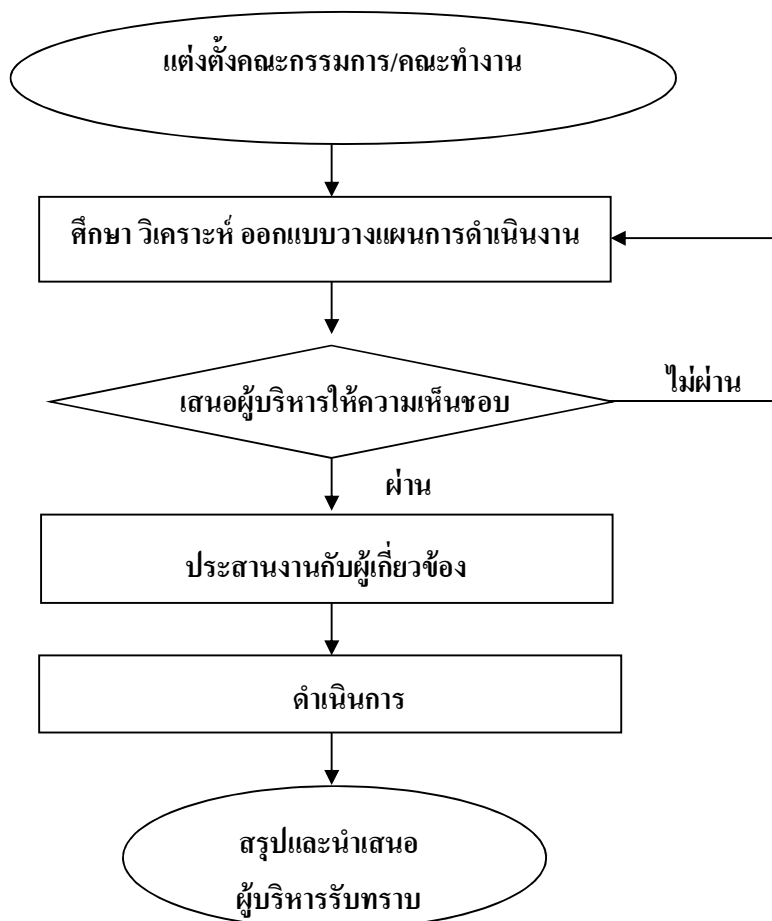 แต่งตั้งคณะกรรมการ/คณะทำงาน
ศึกษา วิเคราะห์ ออกแบบวางแผนการดำเนินงาน
เสนอผู้บริหารให้ความเห็นชอบ
ไม่ผ่าน
ผ่าน
ประสานงานกับผู้เกี่ยวข้อง
ดำเนินการ
สรุปและนำเสนอ
ผู้บริหารรับทราบ